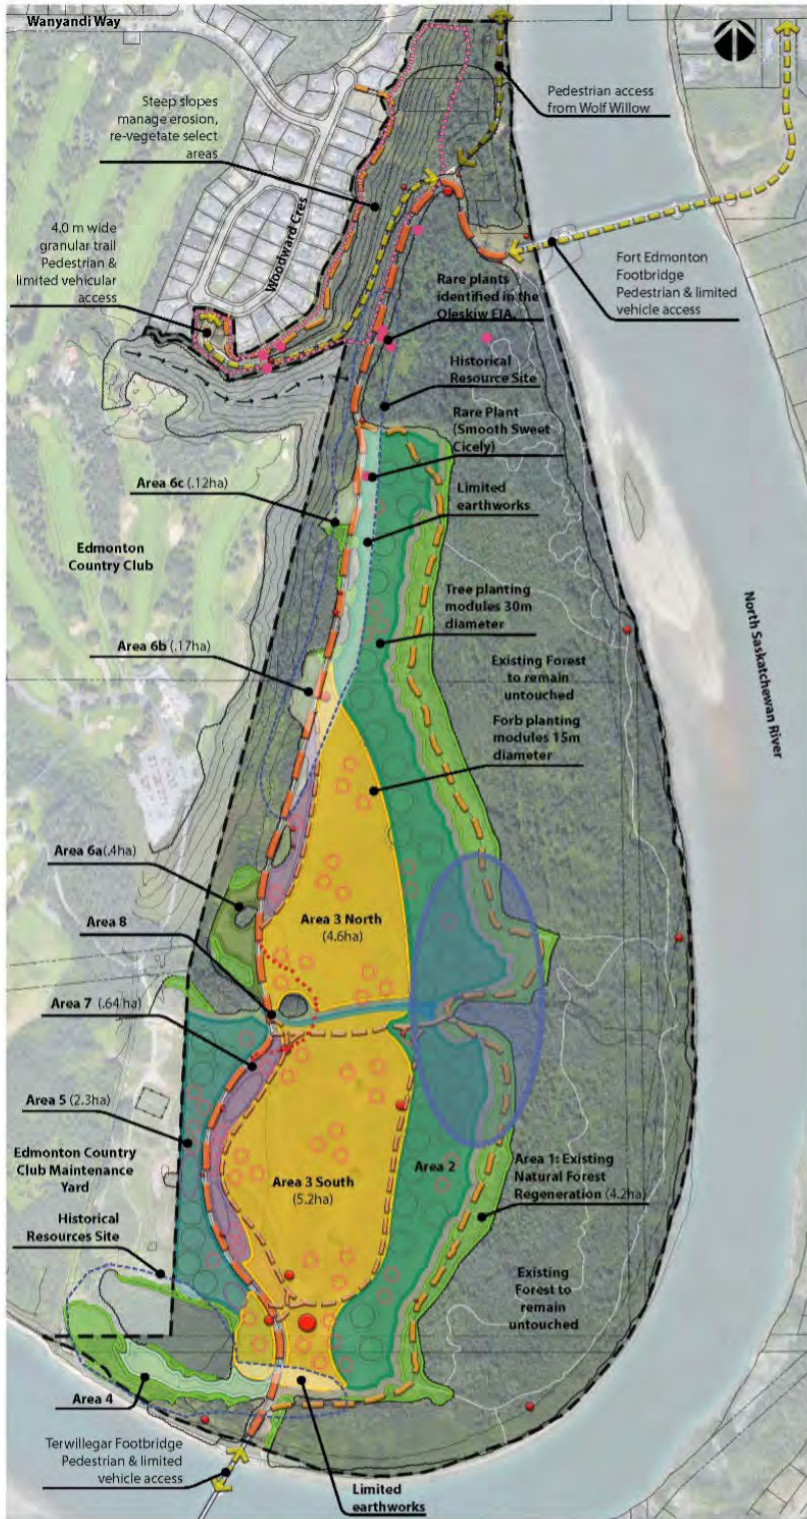 Wanyandi Way
Steep slopes
manage erosion,
re-vegetate select
areas
Pedestrian access
from Wolf Willow
4.0 m wide
granular trail
Pedestrian &
limited vehicular
access
Woodward Cres
Fort Edmonton
Footbridge
Pedestrian & limited
vehicle access
Rare plants
identified in the
Oleskiw EIA.
Historical
Resource Site
Rare Plant
(Smooth Sweet
Cicely)
Area 6c (.12ha)
Limited
earthworks
Edmonton
Country Club
Tree planting
modules 30m
diameter
North Saskatchewan River
Area 6b (.17ha)
Existing Forest
to remain
untouched
Forb planting
modules 15m
diameter
Area 6a(.4ha)
Area 3 North
(4.6ha)
Area 8
Area 7 (.64ha)
Area 5 (2.3ha)
Edmonton Country
Club Maintenance
Yard
Area 3 South
(5.2ha)
Area 2
Area 1: Existing
Natural Forest
Regeneration (4.2ha)
Historical
Resources Site
Existing
Forest to
remain
untouched
Area 4
Terwillegar Footbridge
Pedestrian & limited
vehicle access
Limited
earthworks